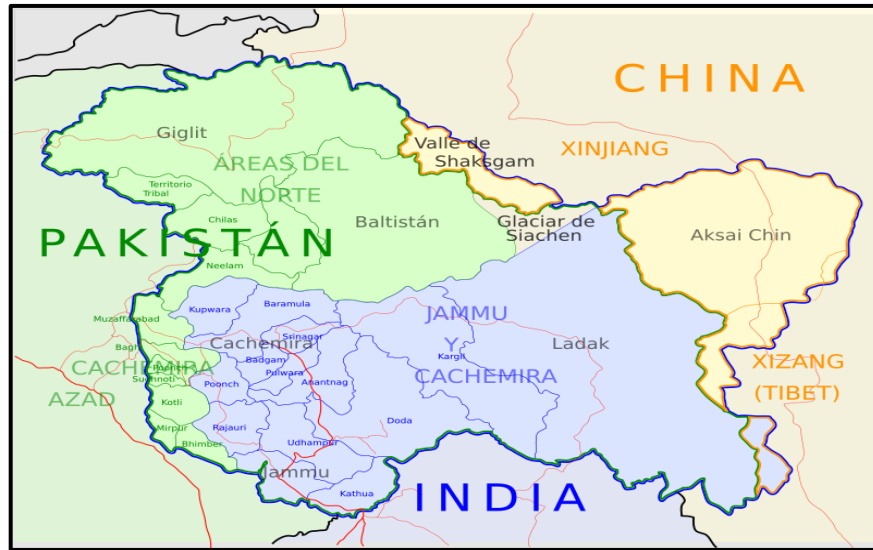 CHINA
Giglit
Valle de
Shaksgam
XINJIANG
ÁREAS DEL
NORTE
Territorio
Tribal
Chilas
Baltistán
Glaciar de
Siachen
Aksai Chin
PAKISTÁN
Neelam
Kupwara
Baramula
Muzaffarabad
JAMMU
Y
CACHEMIRA
Srinagar
Cachemira
Badgam
Kargil
Ladak
Bagh
Poonch
Pulwara
CACHEMIRA
AZAD
Sudhnoti
Poonch
Anantnag
XIZANG
(TIBET)
Kotli
Mirpur
Rajauri
Doda
Bhimber
Udhampur
Jammu
Kathua
INDIA